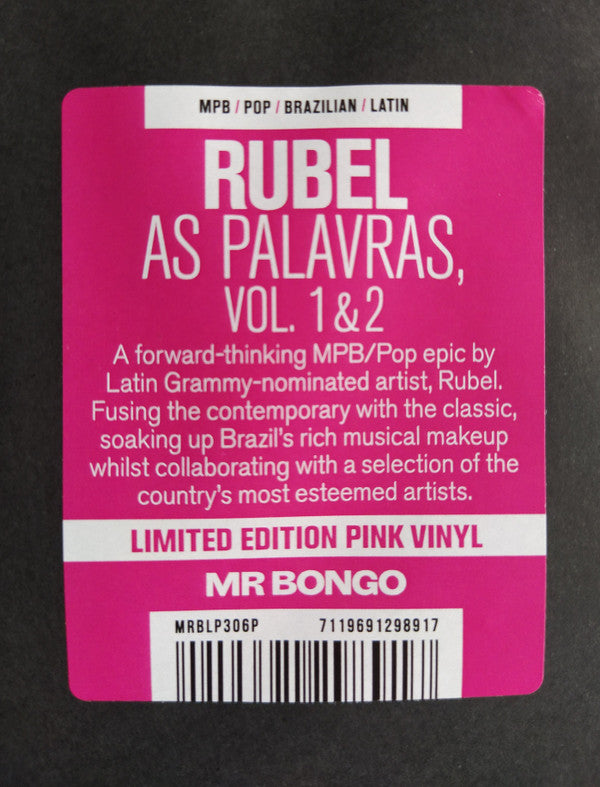 MPB / POP / BRAZILIAN / LATIN
RUBEL
AS PALAVRAS,
VOL. 1 & 2
A forward-thinking MPB/Pop epic by
Latin Grammy-nominated artist, Rubel.
Fusing the contemporary with the classic,
soaking up Brazil's rich musical makeup
whilst collaborating with a selection of the
country's most esteemed artists.
LIMITED EDITION PINK VINYL
MR BONGO
MRBLP306P 7119691298917